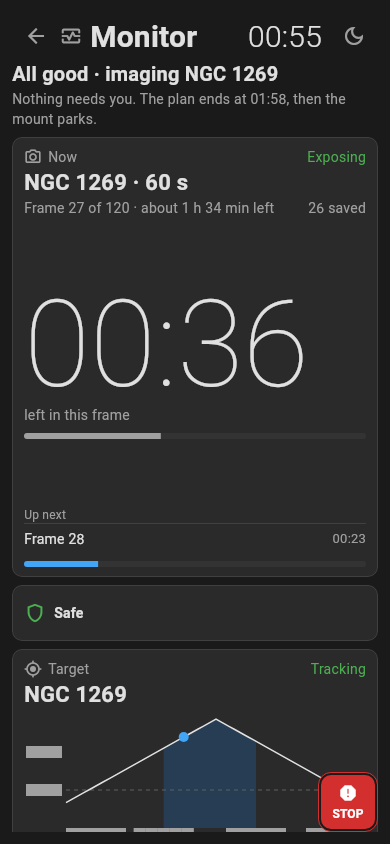 Monitor
00:55
All good · imaging NGC 1269
Nothing needs you. The plan ends at 01:58, then the
mount parks.
Now
Exposing
NGC 1269 · 60 s
Frame 27 of 120 · about 1 h 34 min left
26 saved
00:36
left in this frame
Up next
Frame 28
00:23
Safe
Target
Tracking
NGC 1269
STOP